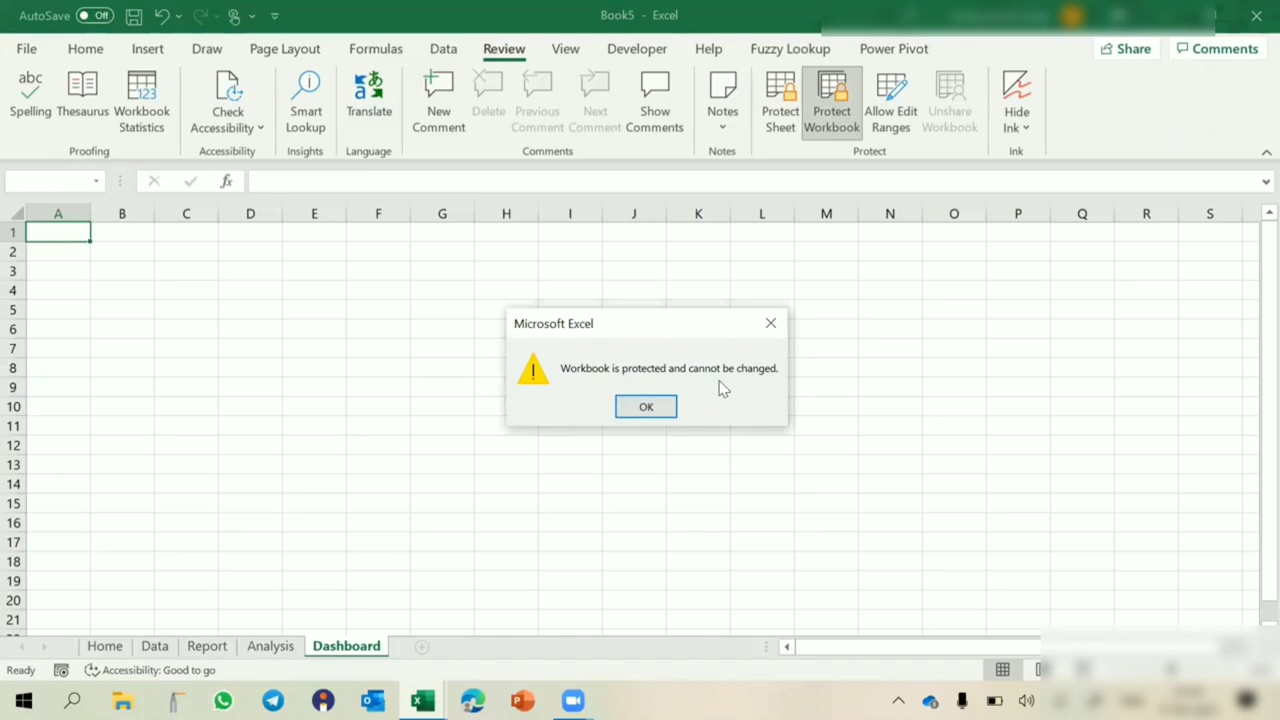 AutoSave Off
Book5 - Excel
File Home Insert Draw Page Layout Formulas Data Review View Developer Help Fuzzy Lookup Power Pivot Share Comments
abc
Spelling
Thesaurus
123
Workbook
Statistics
Proofing
Check
Accessibility
Accessibility
Smart
Lookup
Insights
Translate
Language
New
Comment
Delete
Previous
Comment
Next
Comment
Show
Comments
Comments
Notes
Notes
Protect
Sheet
Protect
Workbook
Allow Edit
Ranges
Unshare
Workbook
Protect
Hide
Ink
Ink
fx
A B C D E F G H I J K L M N O P Q R S
1
2
3
4
5
6
7
8
9
10
11
12
13
14
15
16
17
18
19
20
21
Microsoft Excel
Workbook is protected and cannot be changed.
OK
Home Data Report Analysis Dashboard
Ready Accessibility: Good to go